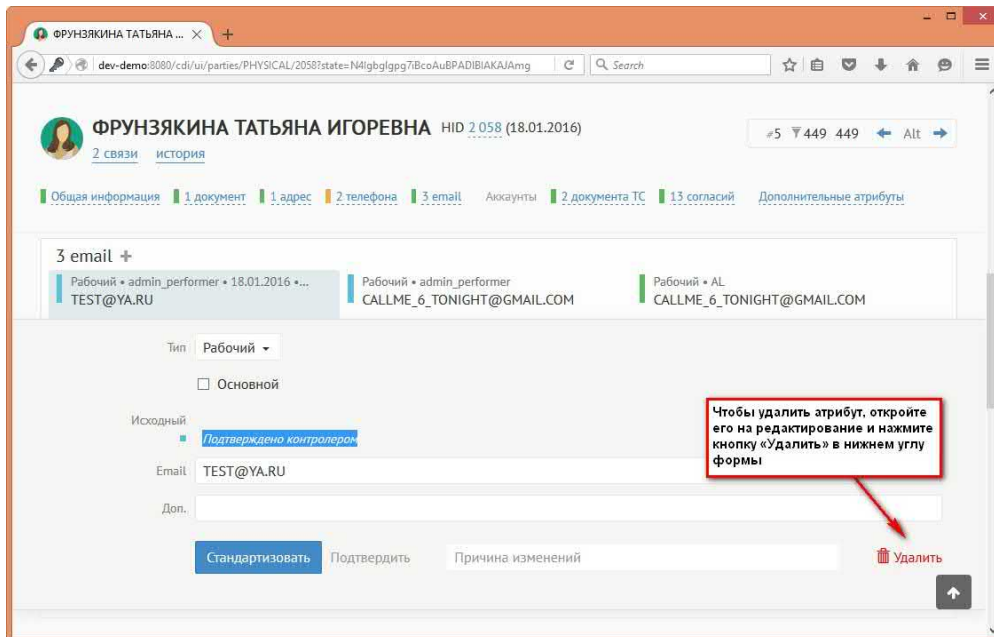 ФРУНЗЯКИНА ТАТЬЯНА ...
dev-demo:8080/cdi/ui/parties/PHYSICAL/2058?state=N4IgbgIgpg7iBcoAuBPADIBIAKAJAmg
Search
ФРУНЗЯКИНА ТАТЬЯНА ИГОРЕВНА HID 2 058 (18.01.2016)
5 449 449 Alt
2 связи история
Общая информация 1 документ 1 адрес 2 телефона 3 email Аккаунты 2 документа ТС 13 согласий Дополнительные атрибуты
3 email +
Рабочий • admin_performer • 18.01.2016 •... Рабочий • admin_performer Рабочий • AL
TEST@YA.RU CALLME_6_TONIGHT@GMAIL.COM CALLME_6_TONIGHT@GMAIL.COM
Тип Рабочий
Основной
Исходный
Подтверждено контролером
Email TEST@YA.RU
Доп.
Чтобы удалить атрибут, откройте
его на редактирование и нажмите
кнопку «Удалить» в нижнем углу
формы
Стандартизовать Подтвердить Причина изменений Удалить